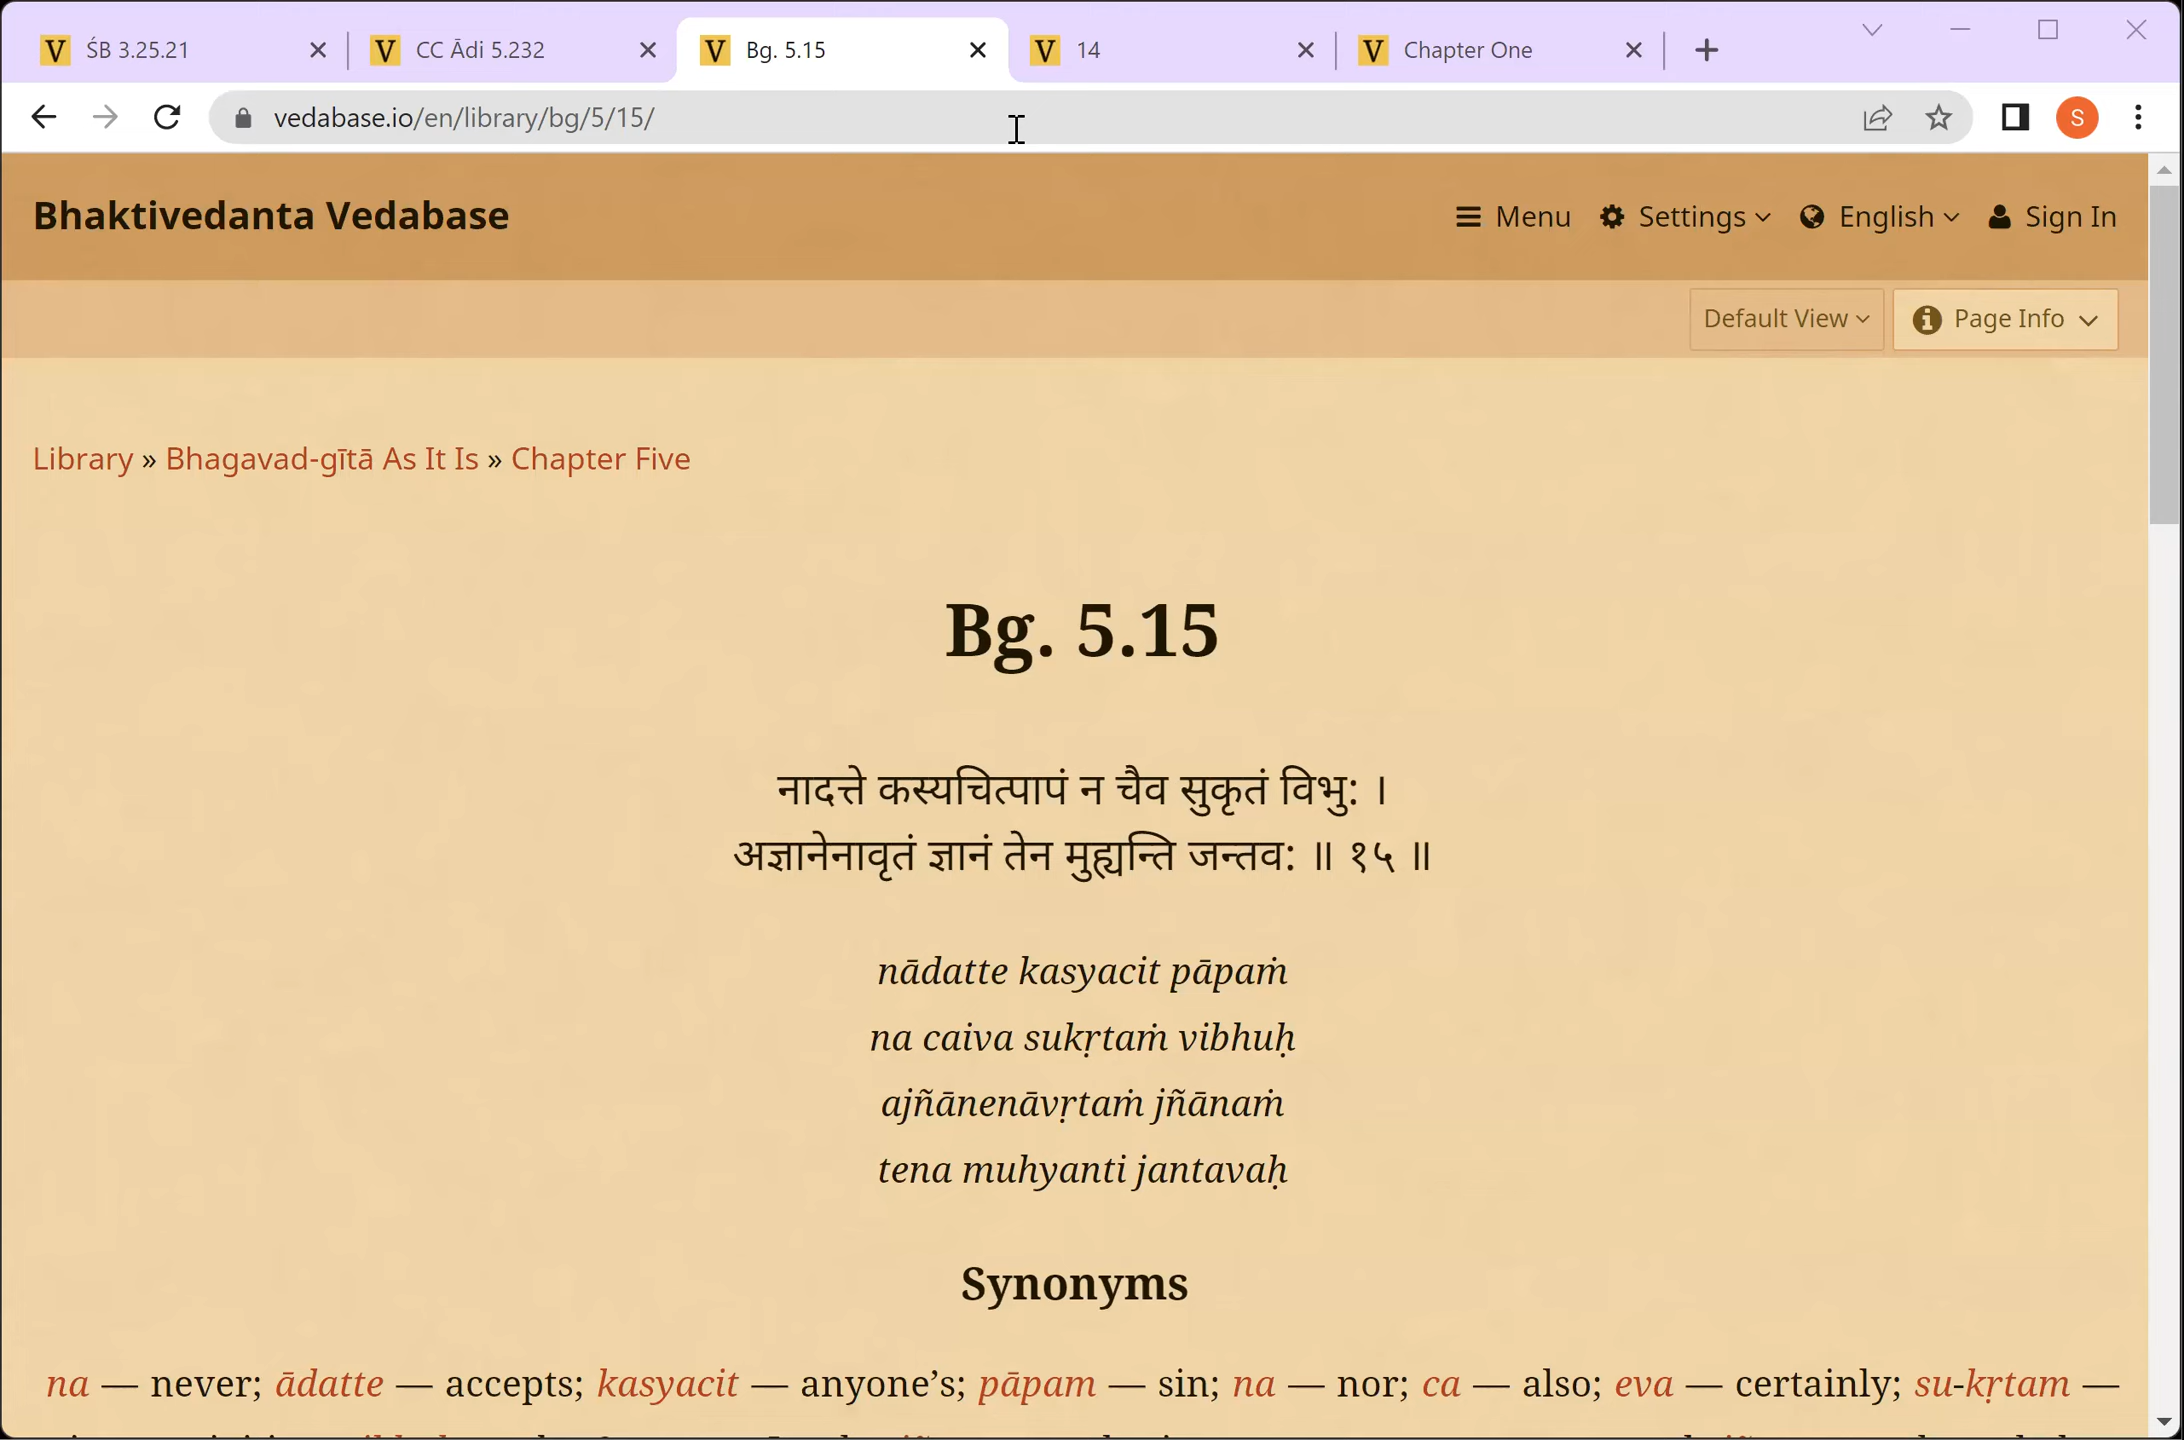 ŚB 3.25.21
CC Ādi 5.232
Bg. 5.15
14
Chapter One
vedabase.io/en/library/bg/5/15/
S
Bhaktivedanta Vedabase
Menu
Settings
English
Sign In
Default View
Page Info
Library » Bhagavad-gītā As It Is » Chapter Five
Bg. 5.15
नादत्ते कस्यचित्पापं न चैव सुकृतं विभु: ।
अज्ञानेनावृतं ज्ञानं तेन मुह्यन्ति जन्तव: ॥ १५ ॥
nādatte kasyacit pāpaṁ
na caiva sukṛtaṁ vibhuḥ
ajñānenāvṛtaṁ jñānaṁ
tena muhyanti jantavaḥ
Synonyms
na — never; ādatte — accepts; kasyacit — anyone’s; pāpam — sin; na — nor; ca — also; eva — certainly; su-kṛtam —